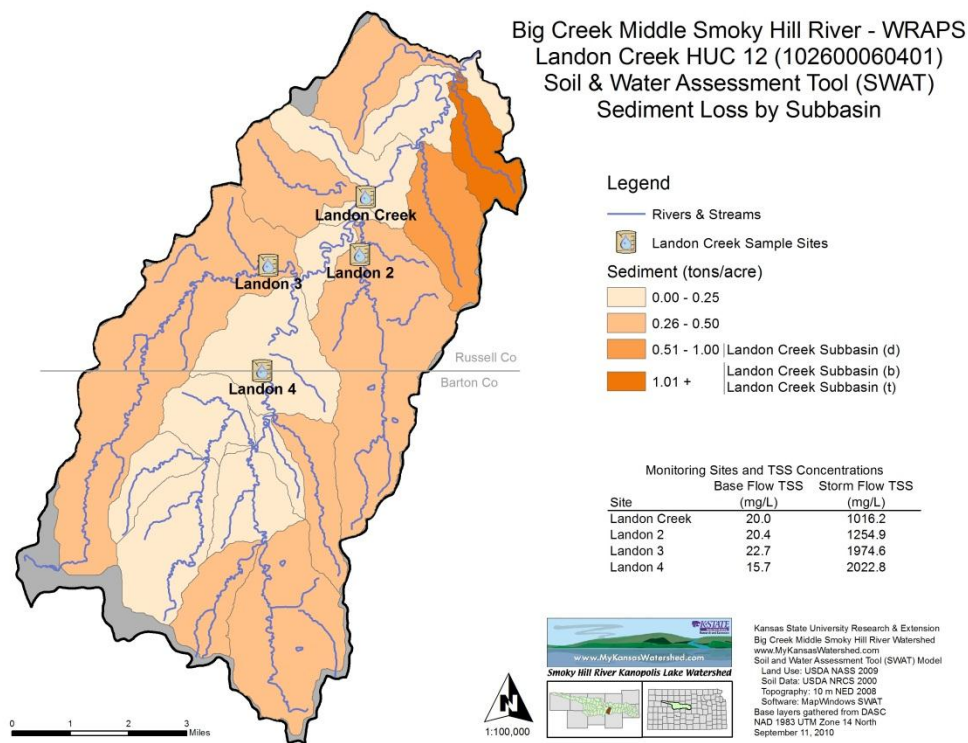 Big Creek Middle Smoky Hill River - WRAPS
Landon Creek HUC 12 (102600060401)
Soil & Water Assessment Tool (SWAT)
Sediment Loss by Subbasin
Landon Creek
Landon 2
Landon 3
Russell Co
Barton Co
Landon 4
Legend
Rivers & Streams
Landon Creek Sample Sites
Sediment (tons/acre)
0.00 - 0.25
0.26 - 0.50
0.51 - 1.00 Landon Creek Subbasin (d)
1.01 + Landon Creek Subbasin (b)
Landon Creek Subbasin (t)
Monitoring Sites and TSS Concentrations
Base Flow TSS Storm Flow TSS
Site (mg/L) (mg/L)
Landon Creek 20.0 1016.2
Landon 2 20.4 1254.9
Landon 3 22.7 1974.6
Landon 4 15.7 2022.8
0 1 2 3
Miles
N
1:100,000
K-STATE
www.MyKansasWatershed.com
Smoky Hill River Kanopolis Lake Watershed
Kansas State University Research & Extension
Big Creek Middle Smoky Hill River Watershed
www.MyKansasWatershed.com
Soil and Water Assessment Tool (SWAT) Model
Land Use: USDA NASS 2009
Soil Data: USDA NRCS 2000
Topography: 10 m NED 2008
Software: MapWindows SWAT
Base layers gathered from DASC
NAD 1983 UTM Zone 14 North
September 11, 2010